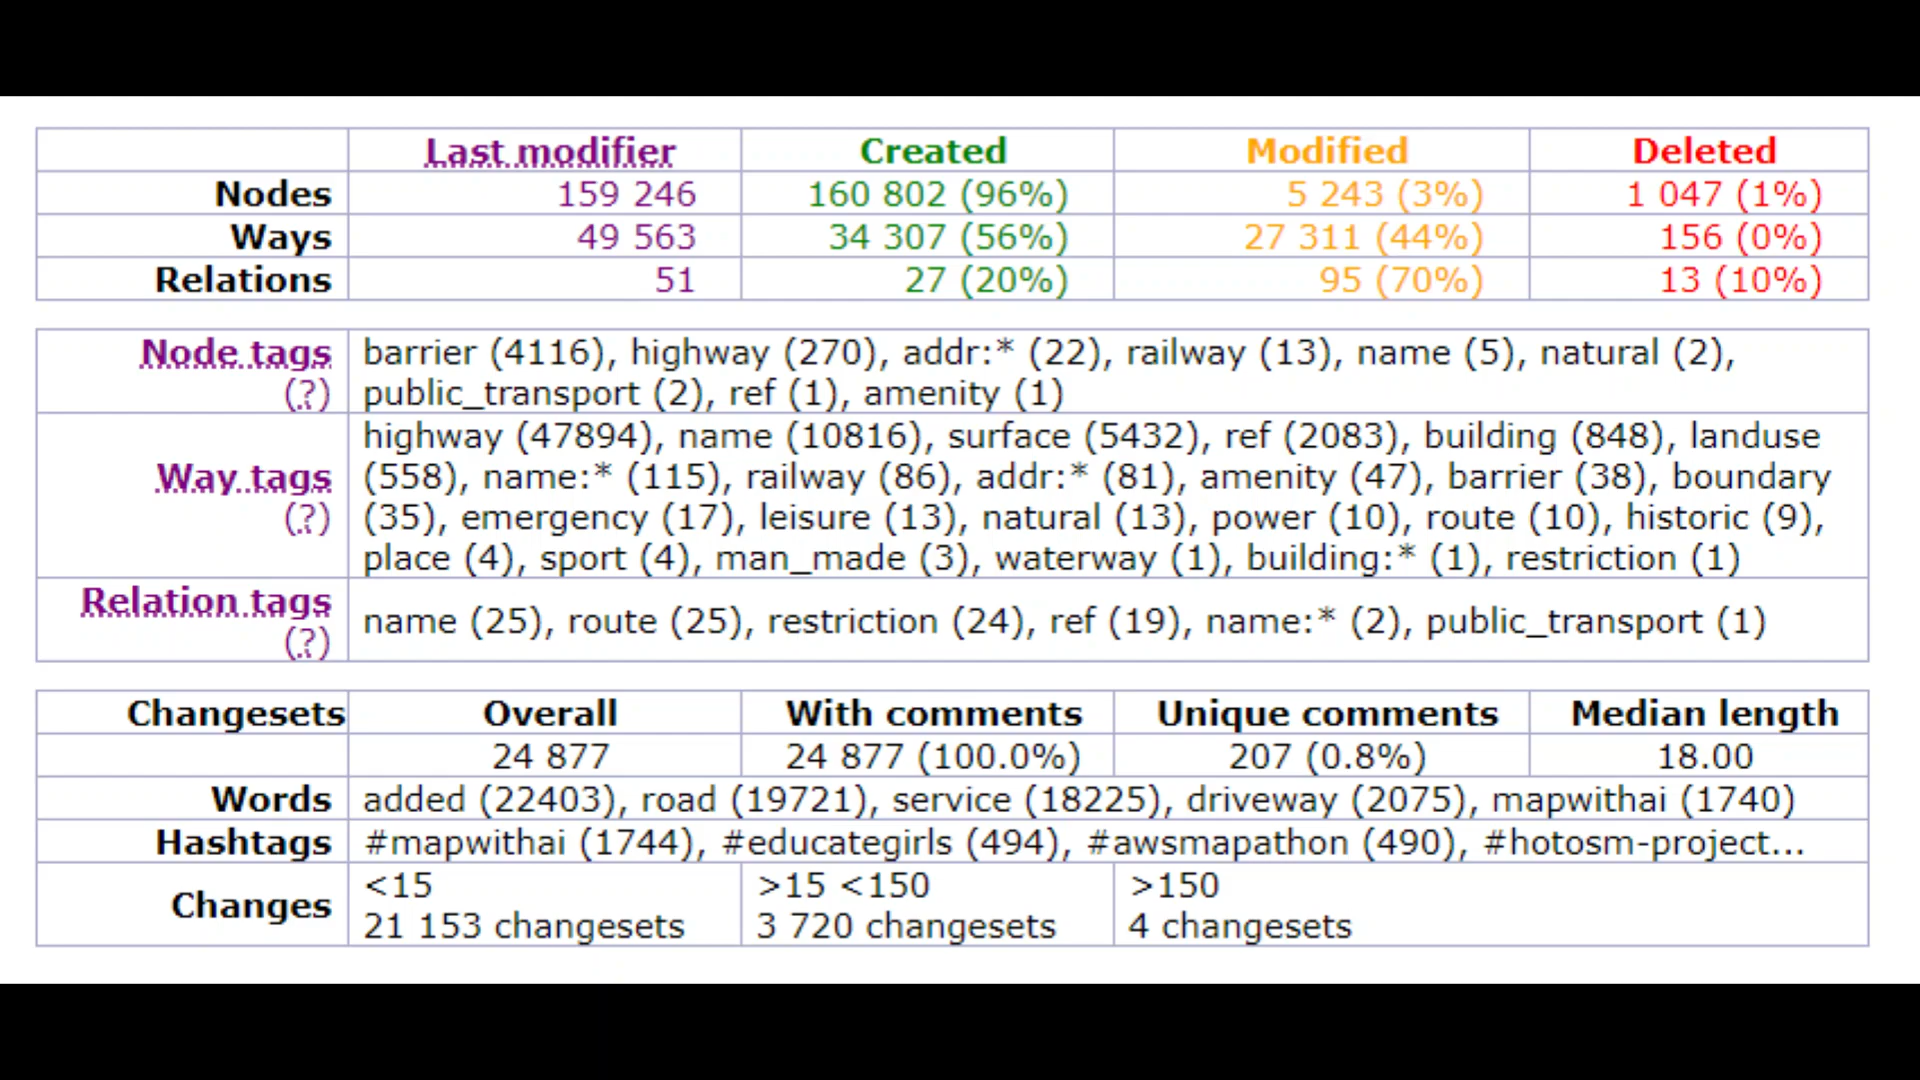 Last modifier Created Modified Deleted
Nodes 159 246 160 802 (96%) 5 243 (3%) 1 047 (1%)
Ways 49 563 34 307 (56%) 27 311 (44%) 156 (0%)
Relations 51 27 (20%) 95 (70%) 13 (10%)
Node tags (?)
barrier (4116), highway (270), addr:* (22), railway (13), name (5), natural (2),
public_transport (2), ref (1), amenity (1)
Way tags (?)
highway (47894), name (10816), surface (5432), ref (2083), building (848), landuse
(558), name:* (115), railway (86), addr:* (81), amenity (47), barrier (38), boundary
(35), emergency (17), leisure (13), natural (13), power (10), route (10), historic (9),
place (4), sport (4), man_made (3), waterway (1), building:* (1), restriction (1)
Relation tags (?)
name (25), route (25), restriction (24), ref (19), name:* (2), public_transport (1)
Changesets Overall With comments Unique comments Median length
24 877 24 877 (100.0%) 207 (0.8%) 18.00
Words added (22403), road (19721), service (18225), driveway (2075), mapwithai (1740)
Hashtags #mapwithai (1744), #educategirls (494), #awsmapathon (490), #hotosm-project...
Changes
<15 >15 <150 >150
21 153 changesets 3 720 changesets 4 changesets